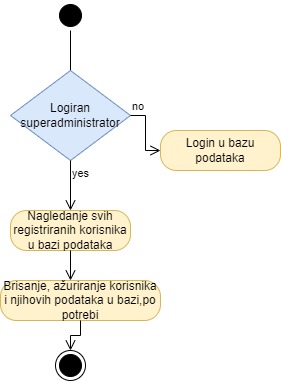 Logiran
superadministrator
no
Login u bazu
podataka
yes
Nagledanje svih
registriranih korisnika
u bazi podataka
Brisanje, ažuriranje korisnika
i njihovih podataka u bazi,po
potrebi